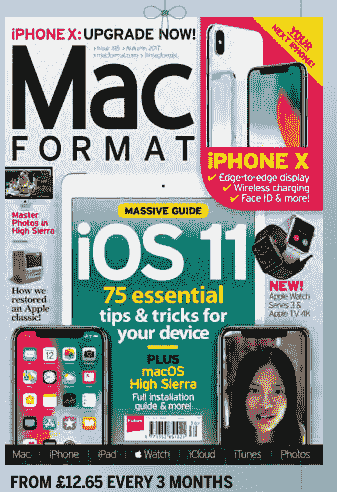 iPHONE X: UPGRADE NOW!
YOUR
NEXT iPHONE!
Mac
FORMAT
iPHONE X
✓ Edge-to-edge display
✓ Wireless charging
✓ Face ID & more!
Master
Photos in
High Sierra
MASSIVE GUIDE
iOS 11
75 essential
tips & tricks for
your device
How we
restored
an Apple
classic!
NEW!
Apple Watch
Series 3 &
Apple TV 4K
PLUS
macOS
High Sierra
Full installation
guide & more!
Mac | iPhone | iPad | Watch | iCloud | iTunes | Photos
FROM £12.65 EVERY 3 MONTHS